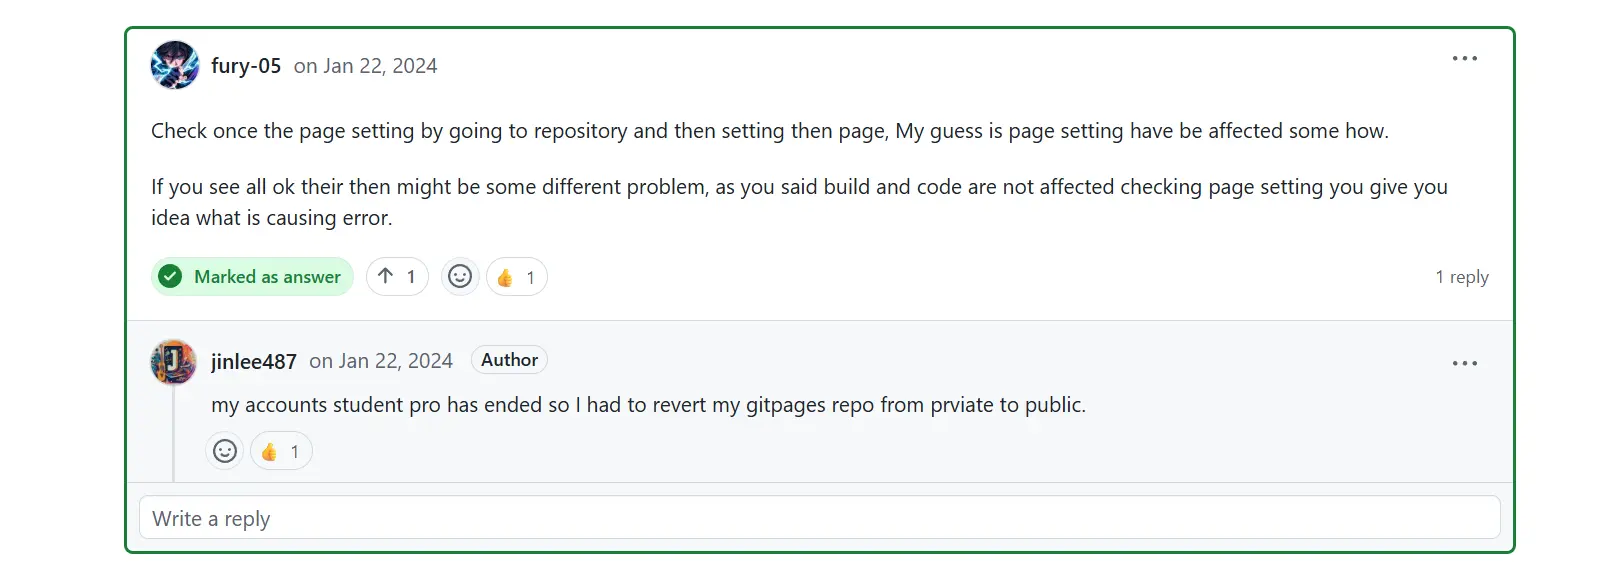 fury-05 on Jan 22, 2024
Check once the page setting by going to repository and then setting then page, My guess is page setting have be affected some how.
If you see all ok their then might be some different problem, as you said build and code are not affected checking page setting you give you
idea what is causing error.
Marked as answer 1 1 1 reply
jinlee487 on Jan 22, 2024 Author
my accounts student pro has ended so I had to revert my gitpages repo from prviate to public.
1
Write a reply